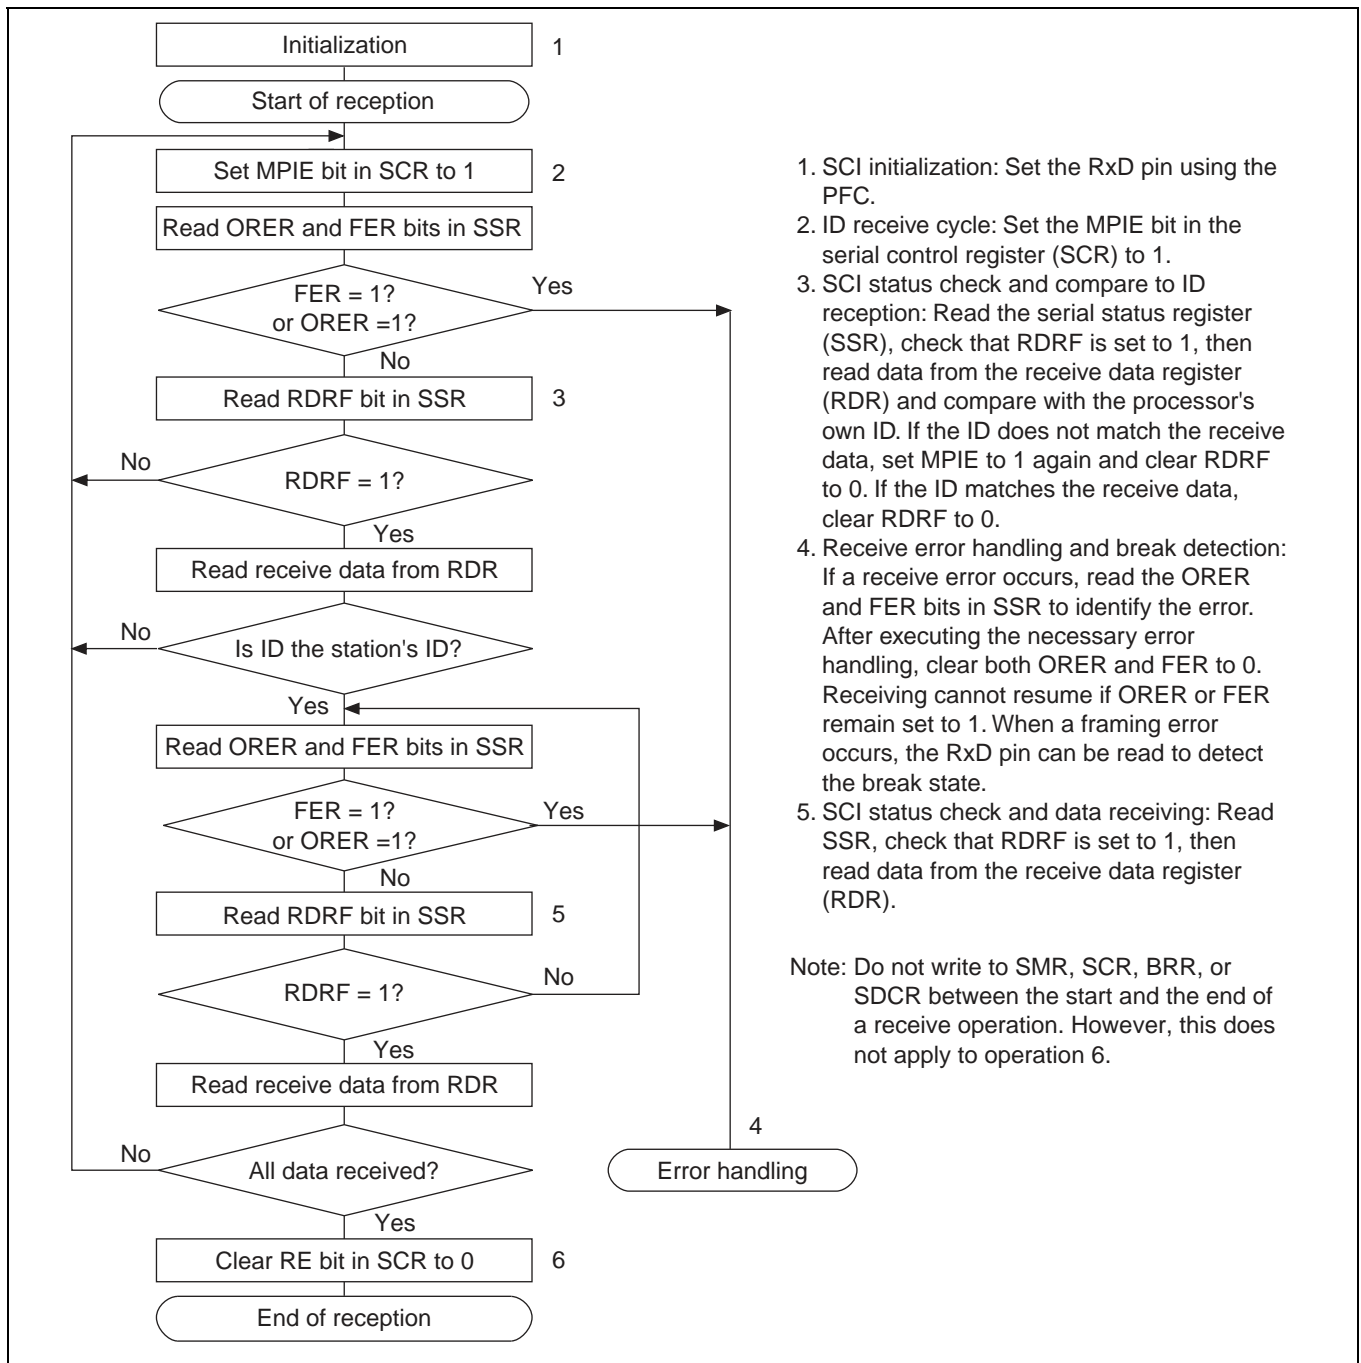 Initialization
1
Start of reception
Set MPIE bit in SCR to 1
2
Read ORER and FER bits in SSR
FER = 1?
or ORER =1?
Yes
No
Read RDRF bit in SSR
3
No
RDRF = 1?
Yes
Read receive data from RDR
No
Is ID the station's ID?
Yes
Read ORER and FER bits in SSR
FER = 1?
or ORER =1?
Yes
No
Read RDRF bit in SSR
5
RDRF = 1?
No
Yes
Read receive data from RDR
No
All data received?
4
Error handling
Yes
Clear RE bit in SCR to 0
6
End of reception
1. SCI initialization: Set the RxD pin using the
PFC.
2. ID receive cycle: Set the MPIE bit in the
serial control register (SCR) to 1.
3. SCI status check and compare to ID
reception: Read the serial status register
(SSR), check that RDRF is set to 1, then
read data from the receive data register
(RDR) and compare with the processor's
own ID. If the ID does not match the receive
data, set MPIE to 1 again and clear RDRF
to 0. If the ID matches the receive data,
clear RDRF to 0.
4. Receive error handling and break detection:
If a receive error occurs, read the ORER
and FER bits in SSR to identify the error.
After executing the necessary error
handling, clear both ORER and FER to 0.
Receiving cannot resume if ORER or FER
remain set to 1. When a framing error
occurs, the RxD pin can be read to detect
the break state.
5. SCI status check and data receiving: Read
SSR, check that RDRF is set to 1, then
read data from the receive data register
(RDR).
Note: Do not write to SMR, SCR, BRR, or
SDCR between the start and the end of
a receive operation. However, this does
not apply to operation 6.